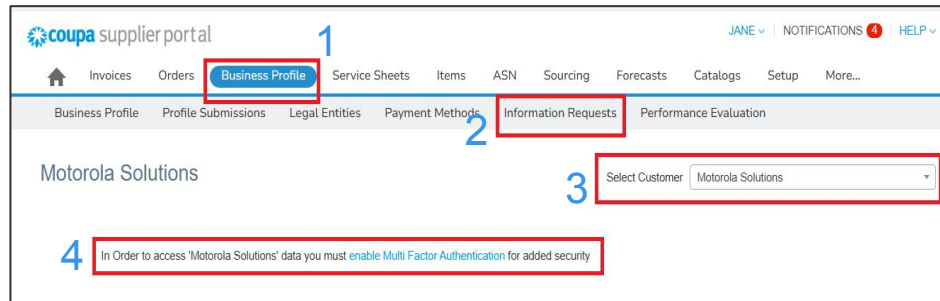 coupa supplier portal
1
JANE NOTIFICATIONS 4 HELP
Invoices Orders Business Profile Service Sheets Items ASN Sourcing Forecasts Catalogs Setup More...
Business Profile Profile Submissions Legal Entities Payment Methods Information Requests Performance Evaluation
2
Motorola Solutions
3
Select Customer Motorola Solutions
4
In Order to access 'Motorola Solutions' data you must enable Multi Factor Authentication for added security